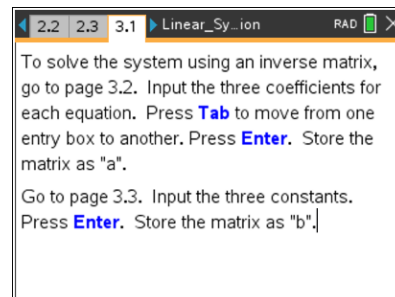 2.2 2.3 3.1 Linear_Sy...ion RAD
To solve the system using an inverse matrix,
go to page 3.2. Input the three coefficients for
each equation. Press Tab to move from one
entry box to another. Press Enter. Store the
matrix as "a".
Go to page 3.3. Input the three constants.
Press Enter. Store the matrix as "b".